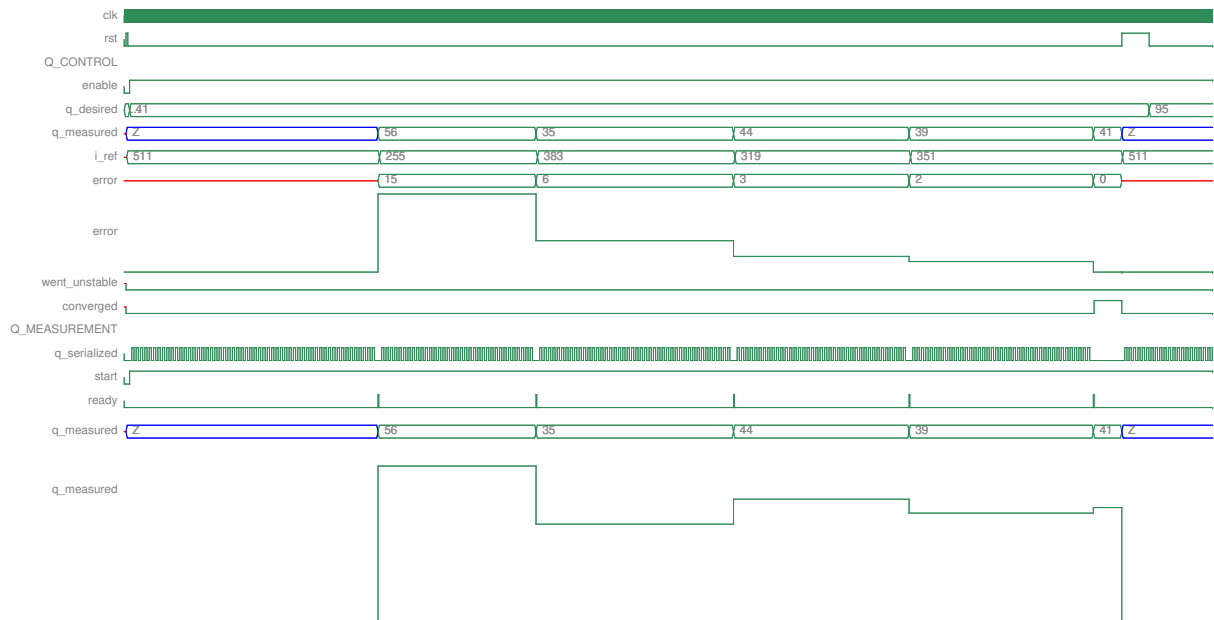 clk
rst
Q_CONTROL
enable
q_desired 41 95
q_measured Z 56 35 44 39 41 Z
i_ref 511 255 383 319 351 511
error 15 6 3 2 0
error
went_unstable
converged
Q_MEASUREMENT
q_serialized
start
ready
q_measured Z 56 35 44 39 41 Z
q_measured